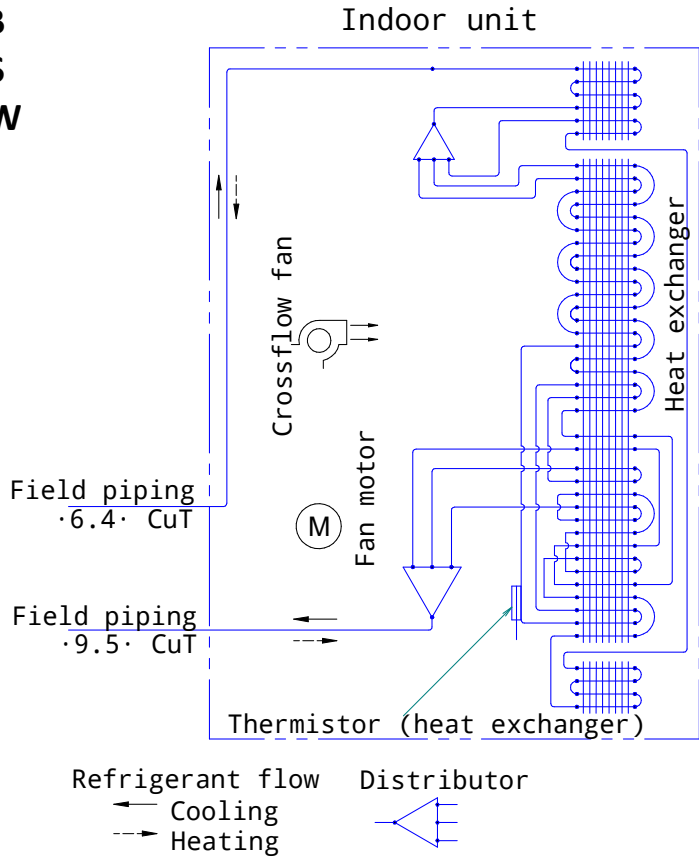 Indoor unit
Crossflow fan
Heat exchanger
Fan motor
Field piping
·6.4· CuT
M
Field piping
·9.5· CuT
Thermistor (heat exchanger)
Refrigerant flow
Cooling
Heating
Distributor